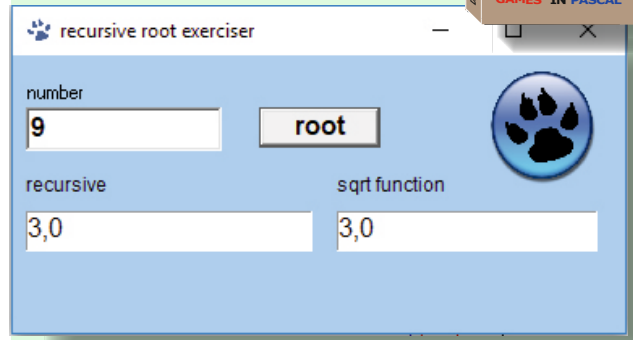 GAMES IN PASCAL
recursive root exerciser
number
9
root
recursive
sqrt function
3,0
3,0